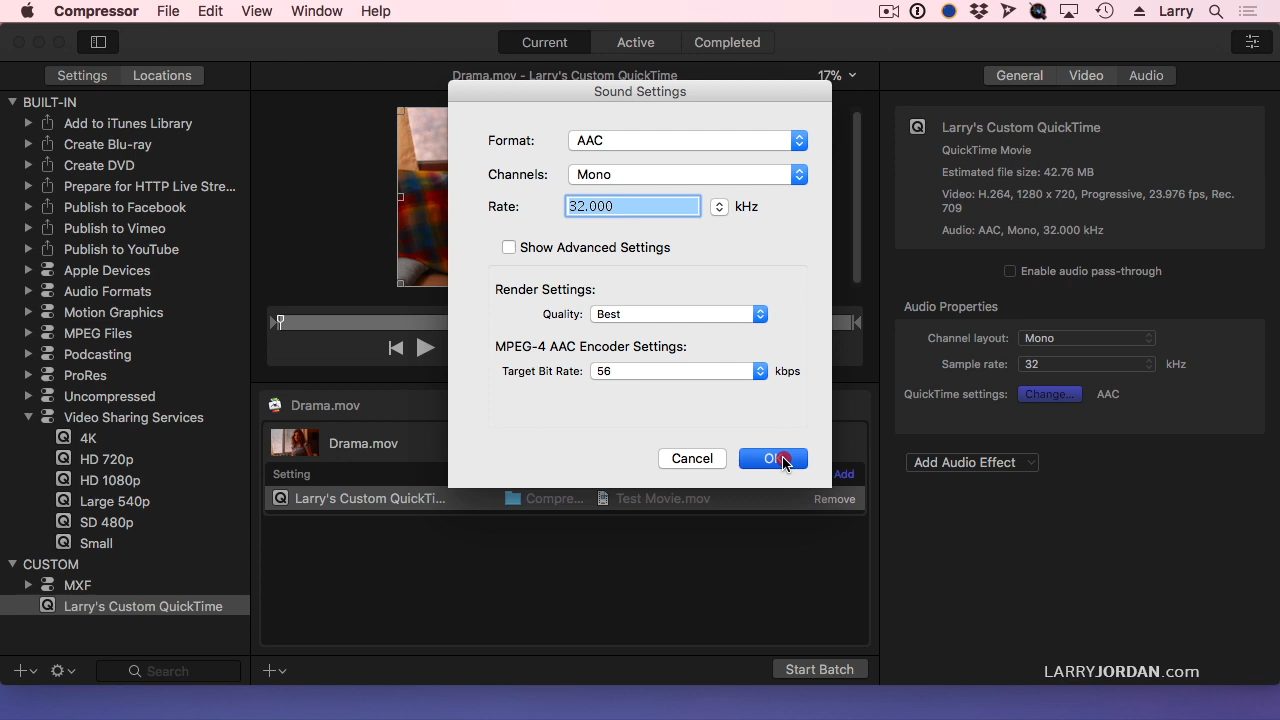 Compressor File Edit View Window Help Larry
Current Active Completed
Settings Locations
Drama.mov - Larry's Custom QuickTime 17%
General Video Audio
BUILT-IN
Add to iTunes Library
Create Blu-ray
Create DVD
Prepare for HTTP Live Stre...
Publish to Facebook
Publish to Vimeo
Publish to YouTube
Apple Devices
Audio Formats
Motion Graphics
MPEG Files
Podcasting
ProRes
Uncompressed
Video Sharing Services
4K
HD 720p
HD 1080p
Large 540p
SD 480p
Small
CUSTOM
MXF
Larry's Custom QuickTime
Search
Sound Settings
Format: AAC
Channels: Mono
Rate: 32.000 kHz
Show Advanced Settings
Render Settings:
Quality: Best
MPEG-4 AAC Encoder Settings:
Target Bit Rate: 56 kbps
Cancel
Drama.mov
Drama.mov
Setting Add
Larry's Custom QuickTi... Compre... Test Movie.mov Remove
Start Batch
Larry's Custom QuickTime
QuickTime Movie
Estimated file size: 42.76 MB
Video: H.264, 1280 x 720, Progressive, 23.976 fps, Rec.
709
Audio: AAC, Mono, 32.000 kHz
Enable audio pass-through
Audio Properties
Channel layout: Mono
Sample rate: 32 kHz
QuickTime settings: Change... AAC
Add Audio Effect
LARRYJORDAN.com